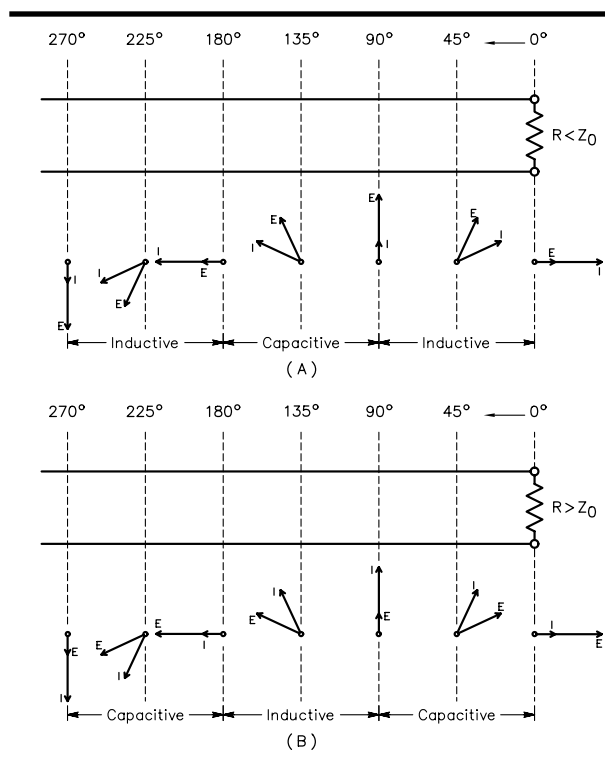 270° 225° 180° 135° 90° 45° 0°
R<Z0
E I E I E I E I E I E I E I
Inductive Capacitive Inductive
(A)
270° 225° 180° 135° 90° 45° 0°
R>Z0
I E I E I E I E I E I E I E
Capacitive Inductive Capacitive
(B)